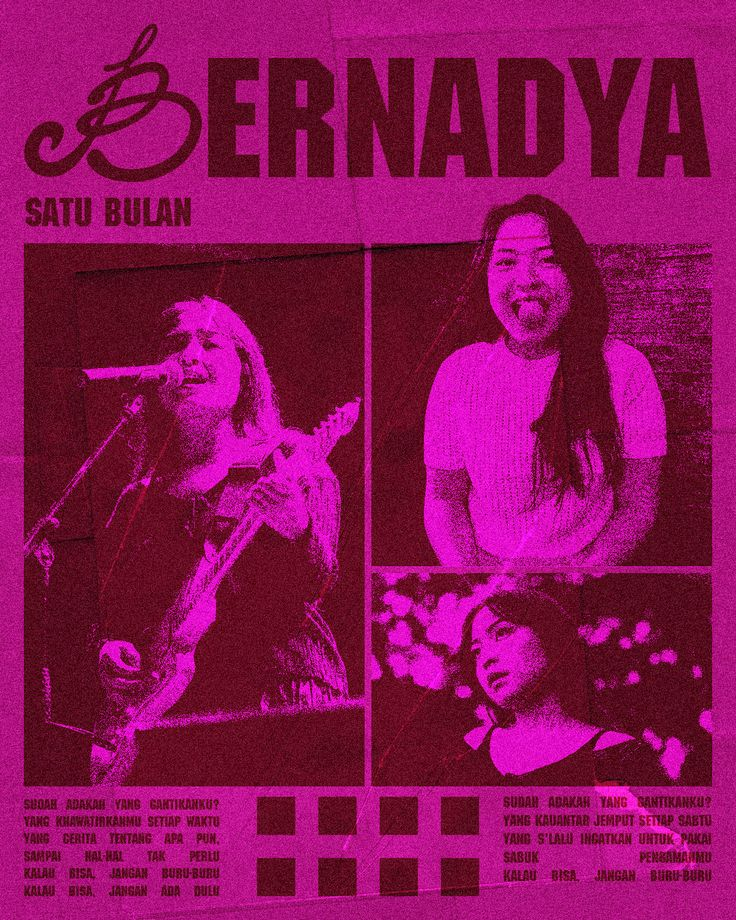 BERNADYA
SATU BULAN
SUDAH ADAKAH YANG GANTIKANKU?
YANG KHAWATIRKANMU SETIAP WAKTU
YANG CERITA TENTANG APA PUN,
SAMPAI HAL-HAL TAK PERLU
KALAU BISA, JANGAN BURU-BURU
KALAU BISA, JANGAN ADA DULU
SUDAH ADAKAH YANG GANTIKANKU?
YANG KAUANTAR JEMPUT SETIAP SABTU
YANG S'LALU INGATKAN UNTUK PAKAI
SABUK PENGAMANMU
KALAU BISA, JANGAN BURU-BURU